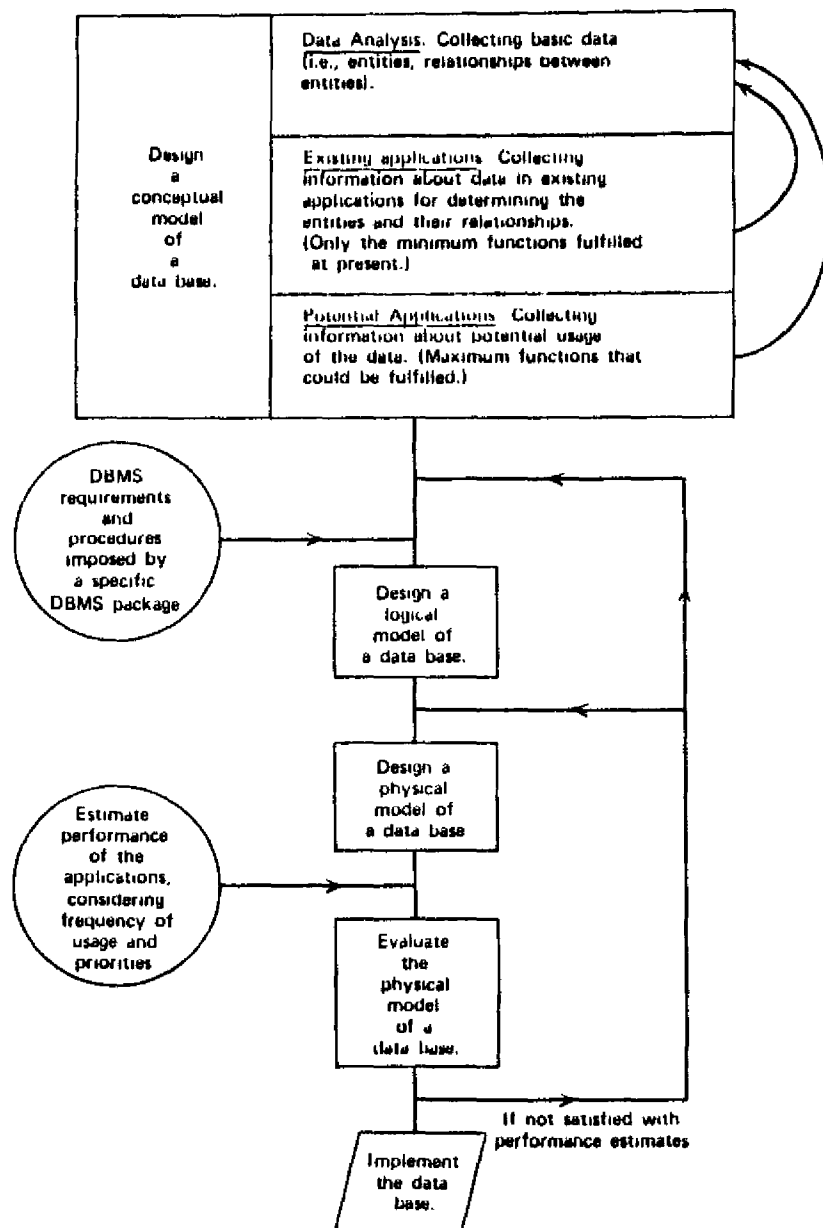 Design
a
conceptual
model
of
a
data base.
Data Analysis. Collecting basic data
(i.e., entities, relationships between
entities).
Existing applications. Collecting
information about data in existing
applications for determining the
entities and their relationships.
(Only the minimum functions fulfilled
at present.)
Potential Applications. Collecting
information about potential usage
of the data. (Maximum functions that
could be fulfilled.)
DBMS
requirements
and
procedures
imposed by
a specific
DBMS package
Design a
logical
model of
a data base.
Design a
physical
model of
a data base
Estimate
performance
of the
applications,
considering
frequency of
usage and
priorities
Evaluate
the
physical
model
of a
data base.
If not satisfied with
performance estimates
Implement
the data
base.